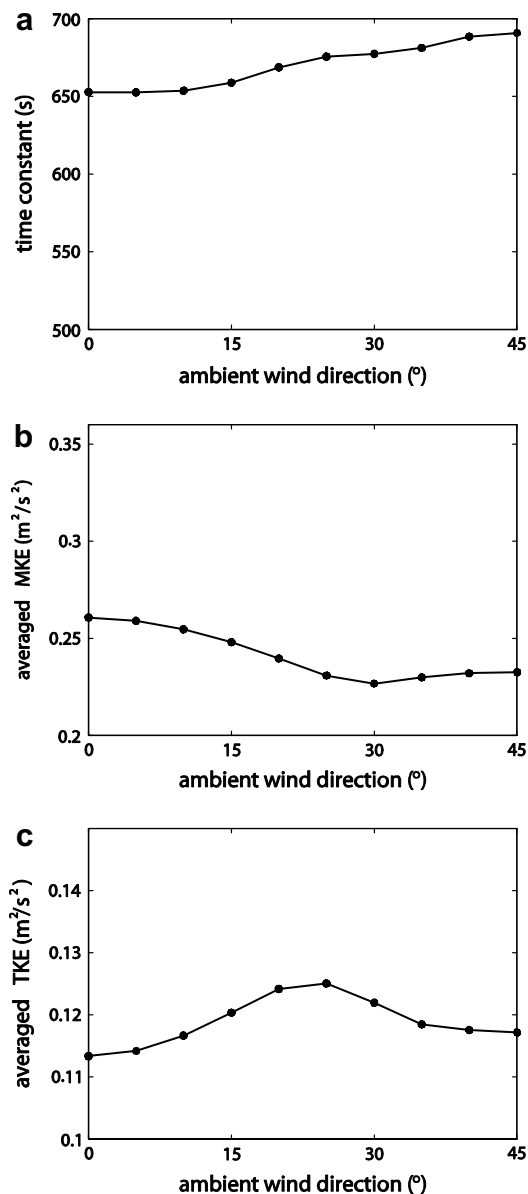 a
700
650
600
550
500
time constant (s)
0 15 30 45
ambient wind direction (º)
b
0.35
0.3
0.25
0.2
averaged MKE (m²/s²)
0 15 30 45
ambient wind direction (º)
c
0.14
0.13
0.12
0.11
0.1
averaged TKE (m²/s²)
0 15 30 45
ambient wind direction (º)